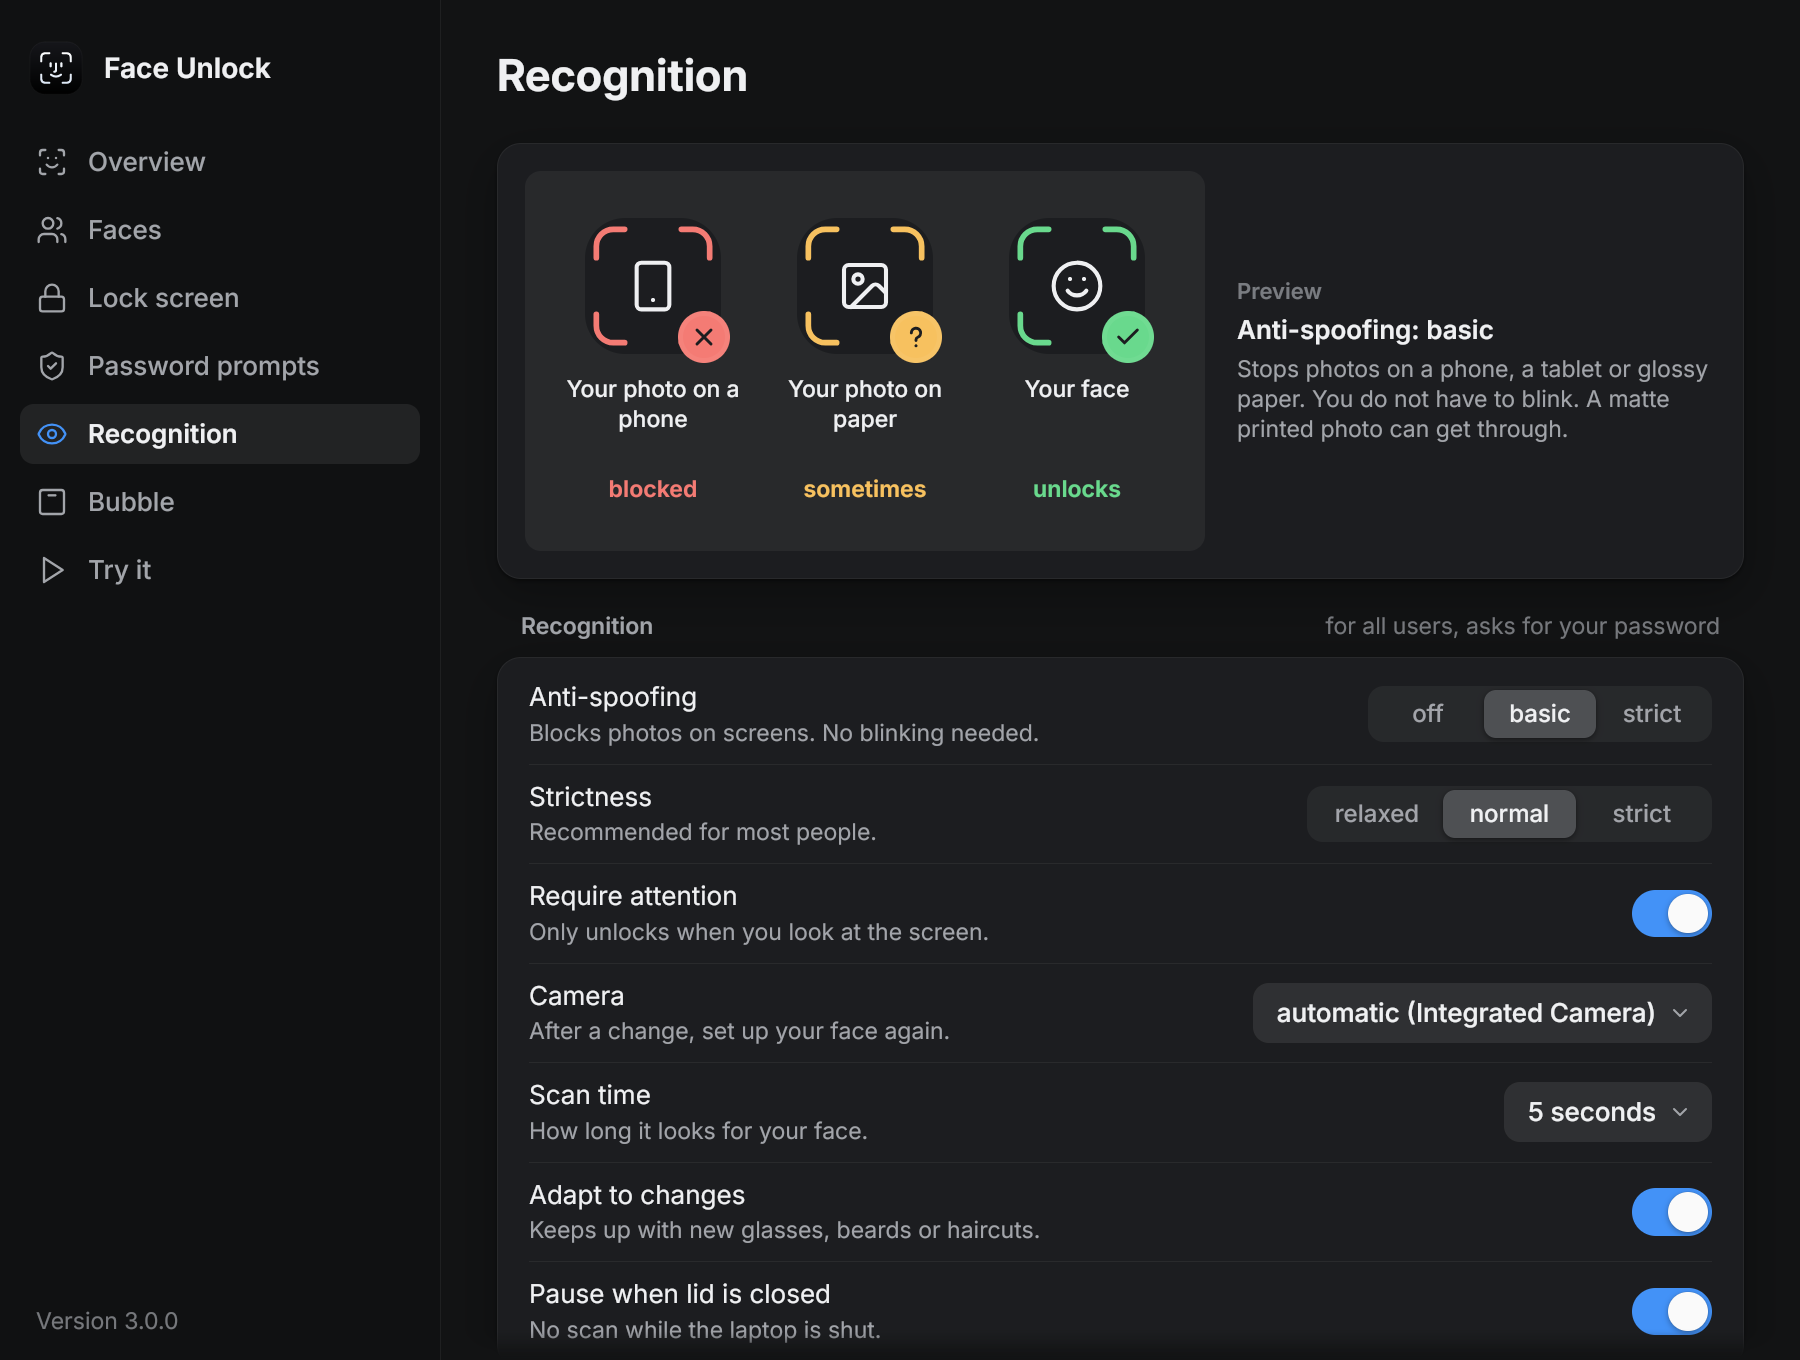 Face Unlock
Overview
Faces
Lock screen
Password prompts
Recognition
Bubble
Try it
Version 3.0.0
Recognition
Your photo on a
phone
blocked
Your photo on
paper
sometimes
Your face
unlocks
Preview
Anti-spoofing: basic
Stops photos on a phone, a tablet or glossy
paper. You do not have to blink. A matte
printed photo can get through.
Recognition
for all users, asks for your password
Anti-spoofing
Blocks photos on screens. No blinking needed.
off basic strict
Strictness
Recommended for most people.
relaxed normal strict
Require attention
Only unlocks when you look at the screen.
Camera
After a change, set up your face again.
automatic (Integrated Camera)
Scan time
How long it looks for your face.
5 seconds
Adapt to changes
Keeps up with new glasses, beards or haircuts.
Pause when lid is closed
No scan while the laptop is shut.